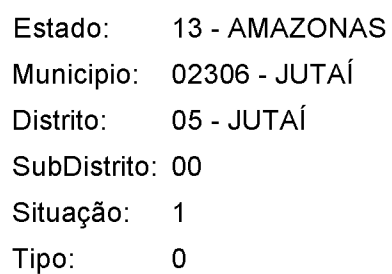 Estado: 13 - AMAZONAS
Municipio: 02306 - JUTAÍ
Distrito: 05 - JUTAÍ
SubDistrito: 00
Situação: 1
Tipo: 0